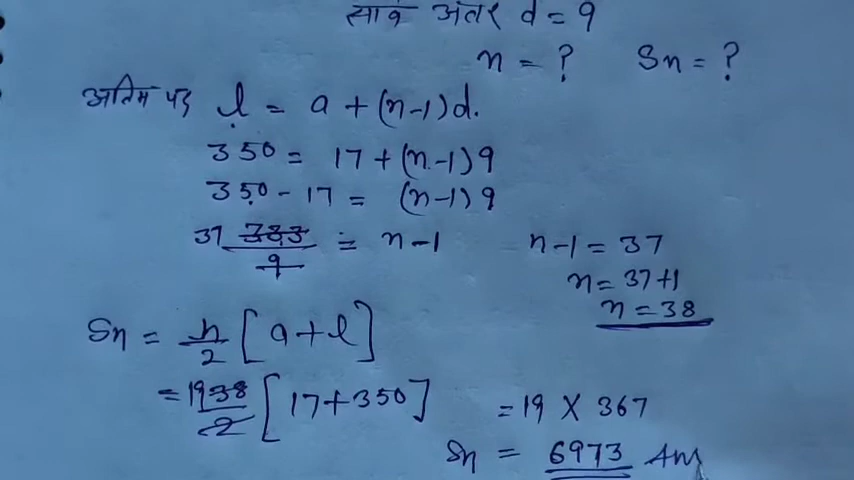 सार्व अंतर d = 9
n = ? Sn = ?
अंतिम पद l = a + (n-1)d.
350 = 17 + (n-1)9
350 - 17 = (n-1)9
37 333/9 = n-1 n-1 = 37
n = 37+1
n = 38
Sn = n/2 [a+l]
= 19 38/2 [17+350] = 19 X 367
Sn = 6973 Ans